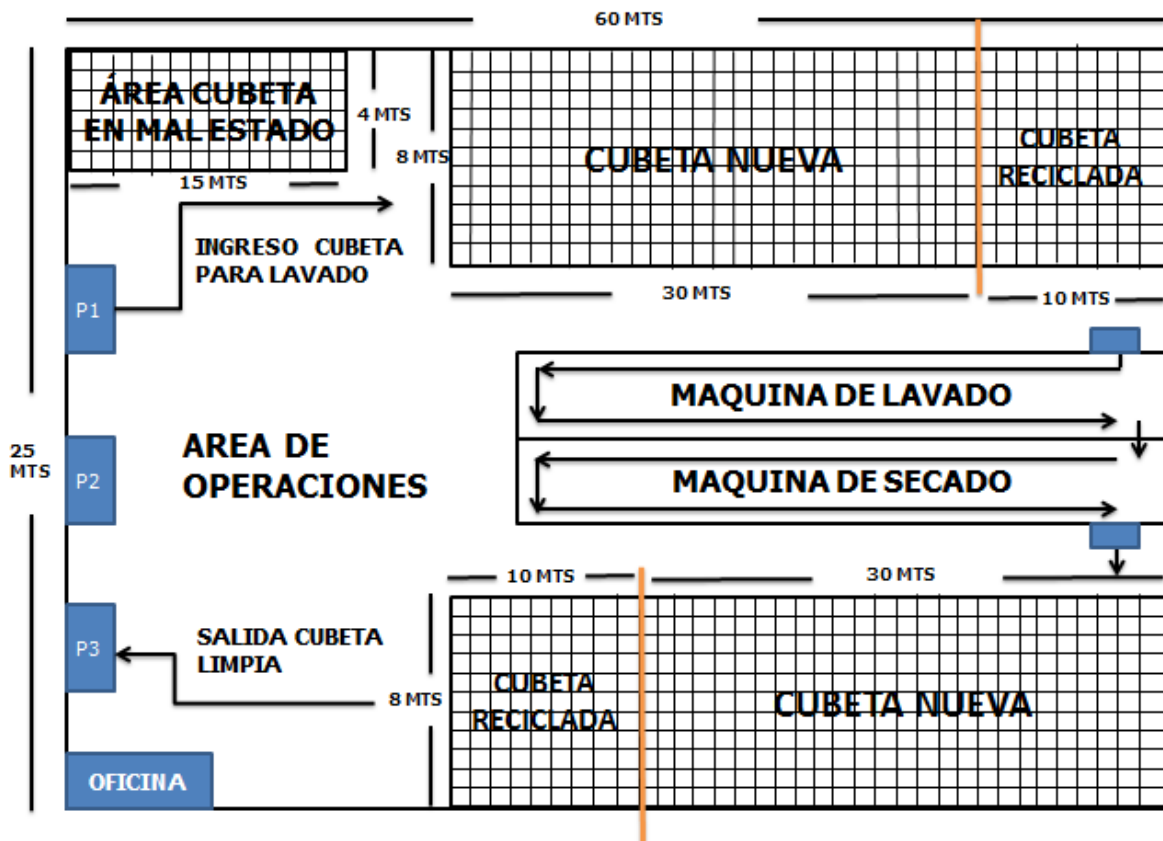 60 MTS
ÁREA CUBETA
EN MAL ESTADO
4 MTS
8 MTS
15 MTS
CUBETA NUEVA
CUBETA
RECICLADA
INGRESO CUBETA
PARA LAVADO
30 MTS
10 MTS
P1
MAQUINA DE LAVADO
25
MTS
AREA DE
OPERACIONES
P2
MAQUINA DE SECADO
10 MTS
30 MTS
P3
SALIDA CUBETA
LIMPIA
8 MTS
CUBETA
RECICLADA
CUBETA NUEVA
OFICINA